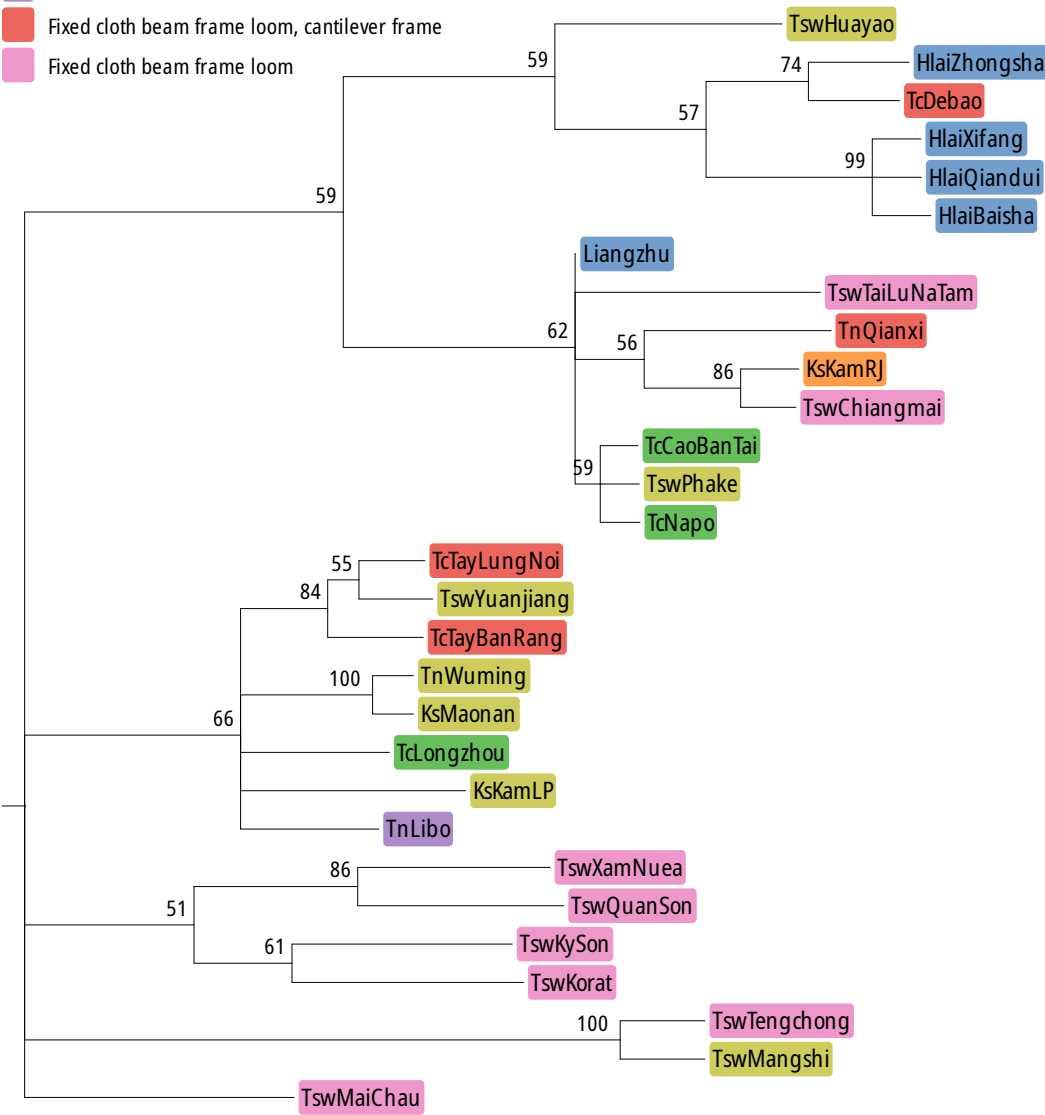 Fixed cloth beam frame loom, cantilever frame
Fixed cloth beam frame loom
TswHuayao
59
HlaiZhongsha
74
TcDebao
57
HlaiXifang
99
HlaiQiandui
59
HlaiBaisha
Liangzhu
TswTaiLuNaTam
62
TnQianxi
56
KsKamRJ
86
TswChiangmai
TcCaoBanTai
59
TswPhake
TcNapo
TcTayLungNoi
55
TswYuanjiang
84
TcTayBanRang
TnWuming
100
KsMaonan
66
TcLongzhou
KsKamLP
TnLibo
TswXamNuea
86
TswQuanSon
51
TswKySon
61
TswKorat
TswTengchong
100
TswMangshi
TswMaiChau